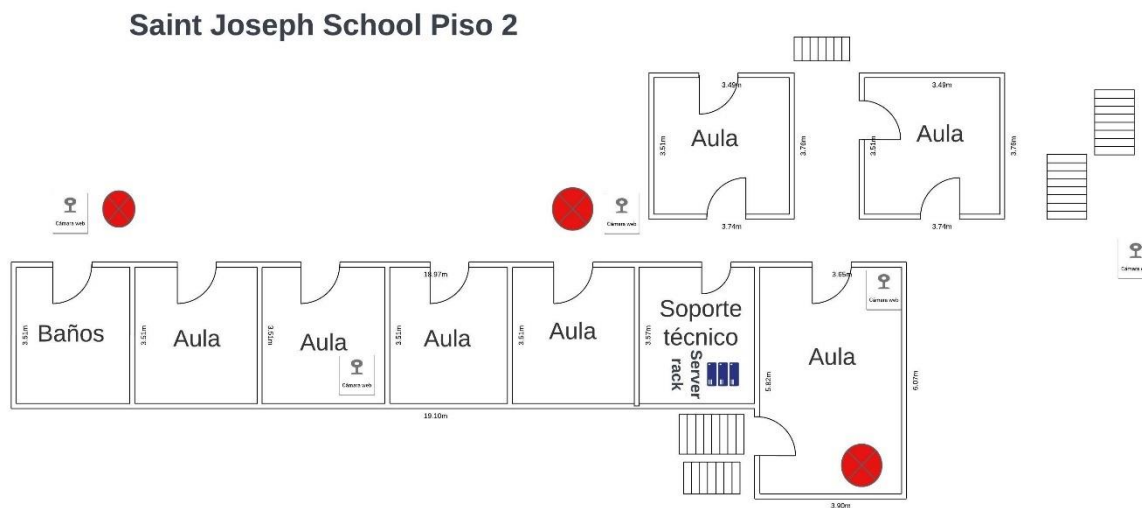 Saint Joseph School Piso 2
3.49m
3.49m
3.51m
Aula
3.76m
3.51m
Aula
3.76m
Cámara web
Cámara web
3.74m
3.74m
18.97m
3.65m
Cámara
Cámara web
3.51m
Baños
3.51m
Aula
3.51m
Aula
3.51m
Aula
3.51m
Aula
3.57m
Soporte
técnico
Server
rack
Aula
Cámara web
5.82m
6.07m
19.10m
3.90m